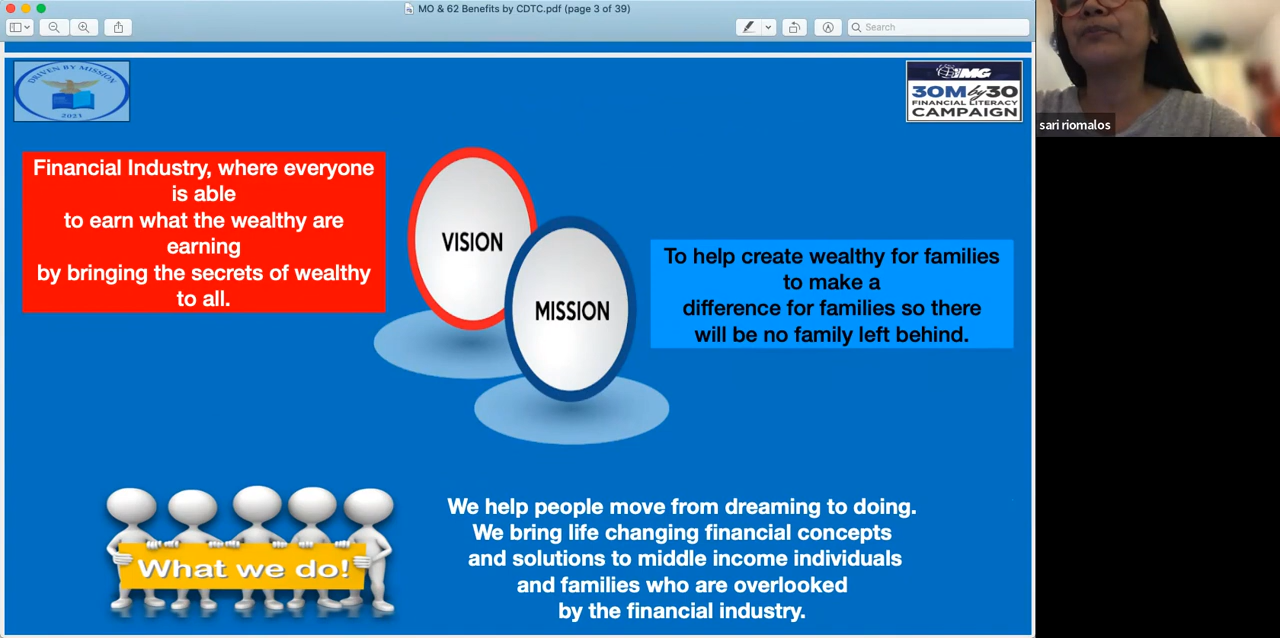 MO & 62 Benefits by CDTC.pdf (page 3 of 39)
Search
DRIVEN BY MISSION
2021
IMG
30M by 30
FINANCIAL LITERACY
CAMPAIGN
sari riomalos
Financial Industry, where everyone
is able
to earn what the wealthy are
earning
by bringing the secrets of wealthy
to all.
VISION
MISSION
To help create wealthy for families
to make a
difference for families so there
will be no family left behind.
What we do!
We help people move from dreaming to doing.
We bring life changing financial concepts
and solutions to middle income individuals
and families who are overlooked
by the financial industry.